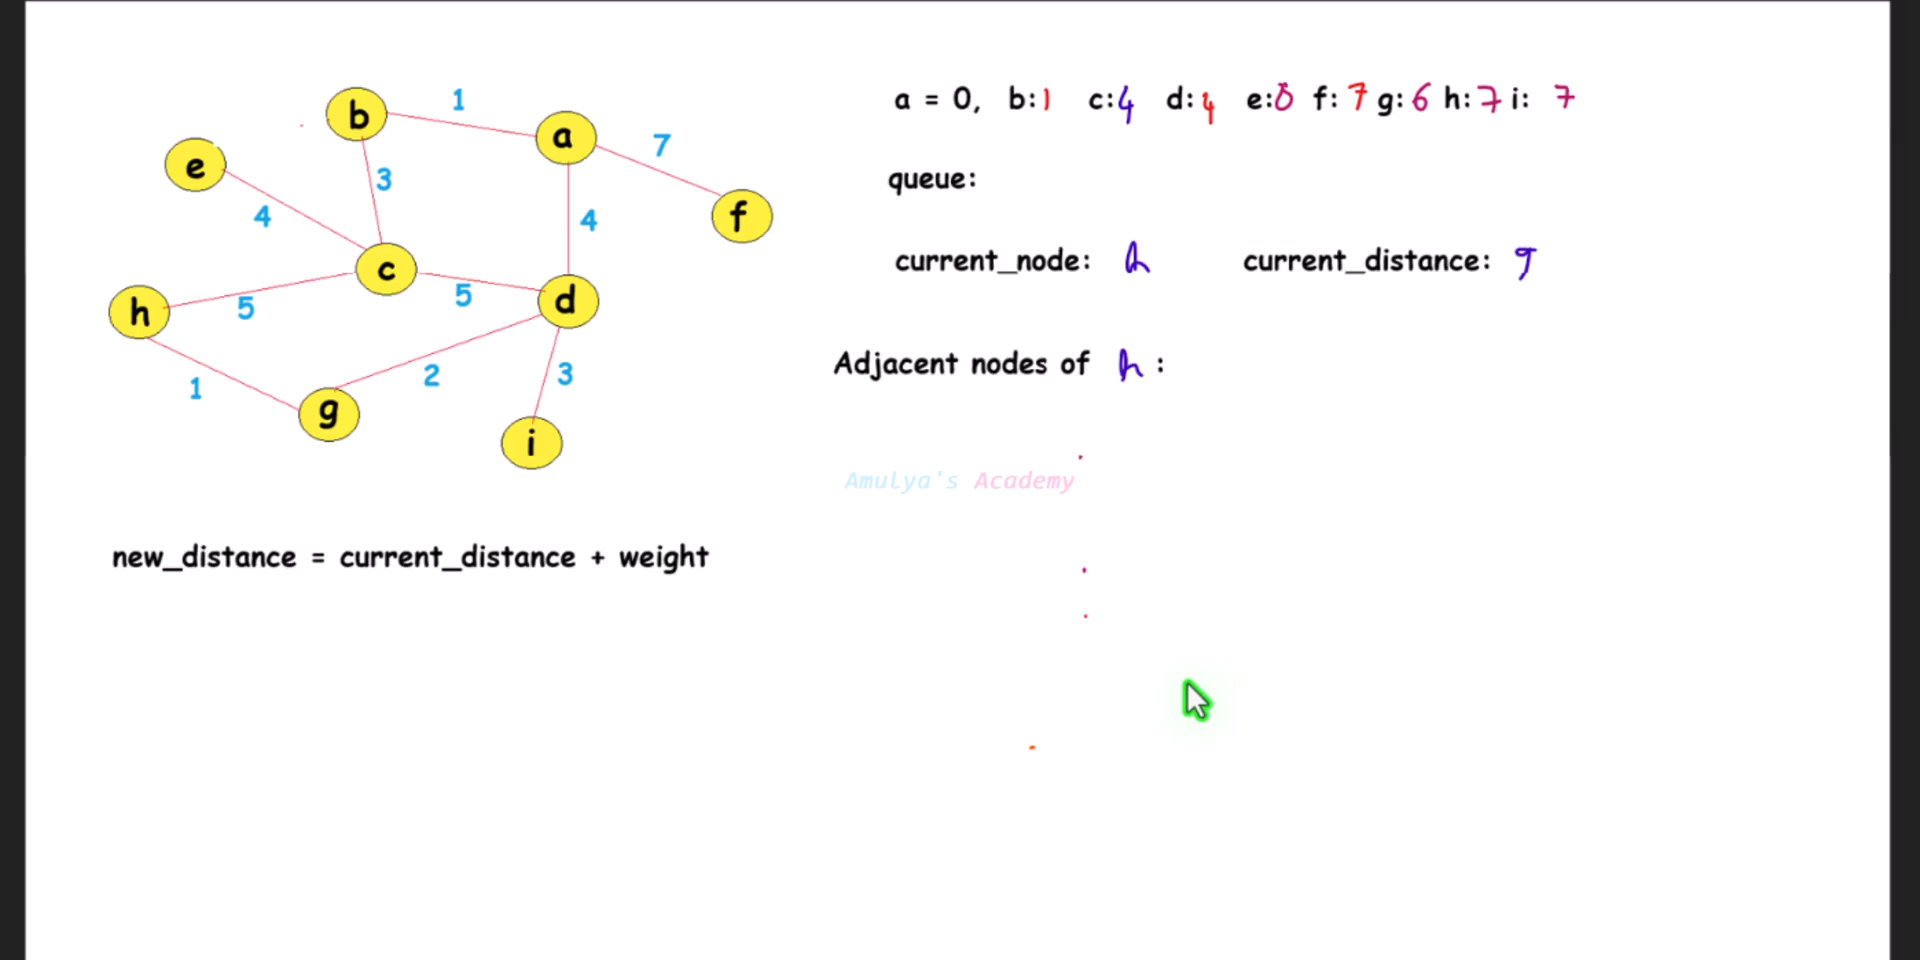 b 1 a 7
e 3 f
4 4
c
h 5 5 d
1 g 2 3
i
new_distance = current_distance + weight
a = 0, b:1 c:4 d:4 e:8 f:7 g:6 h:7 i: 7
queue:
current_node: h current_distance: 9
Adjacent nodes of h :
Amulya's Academy